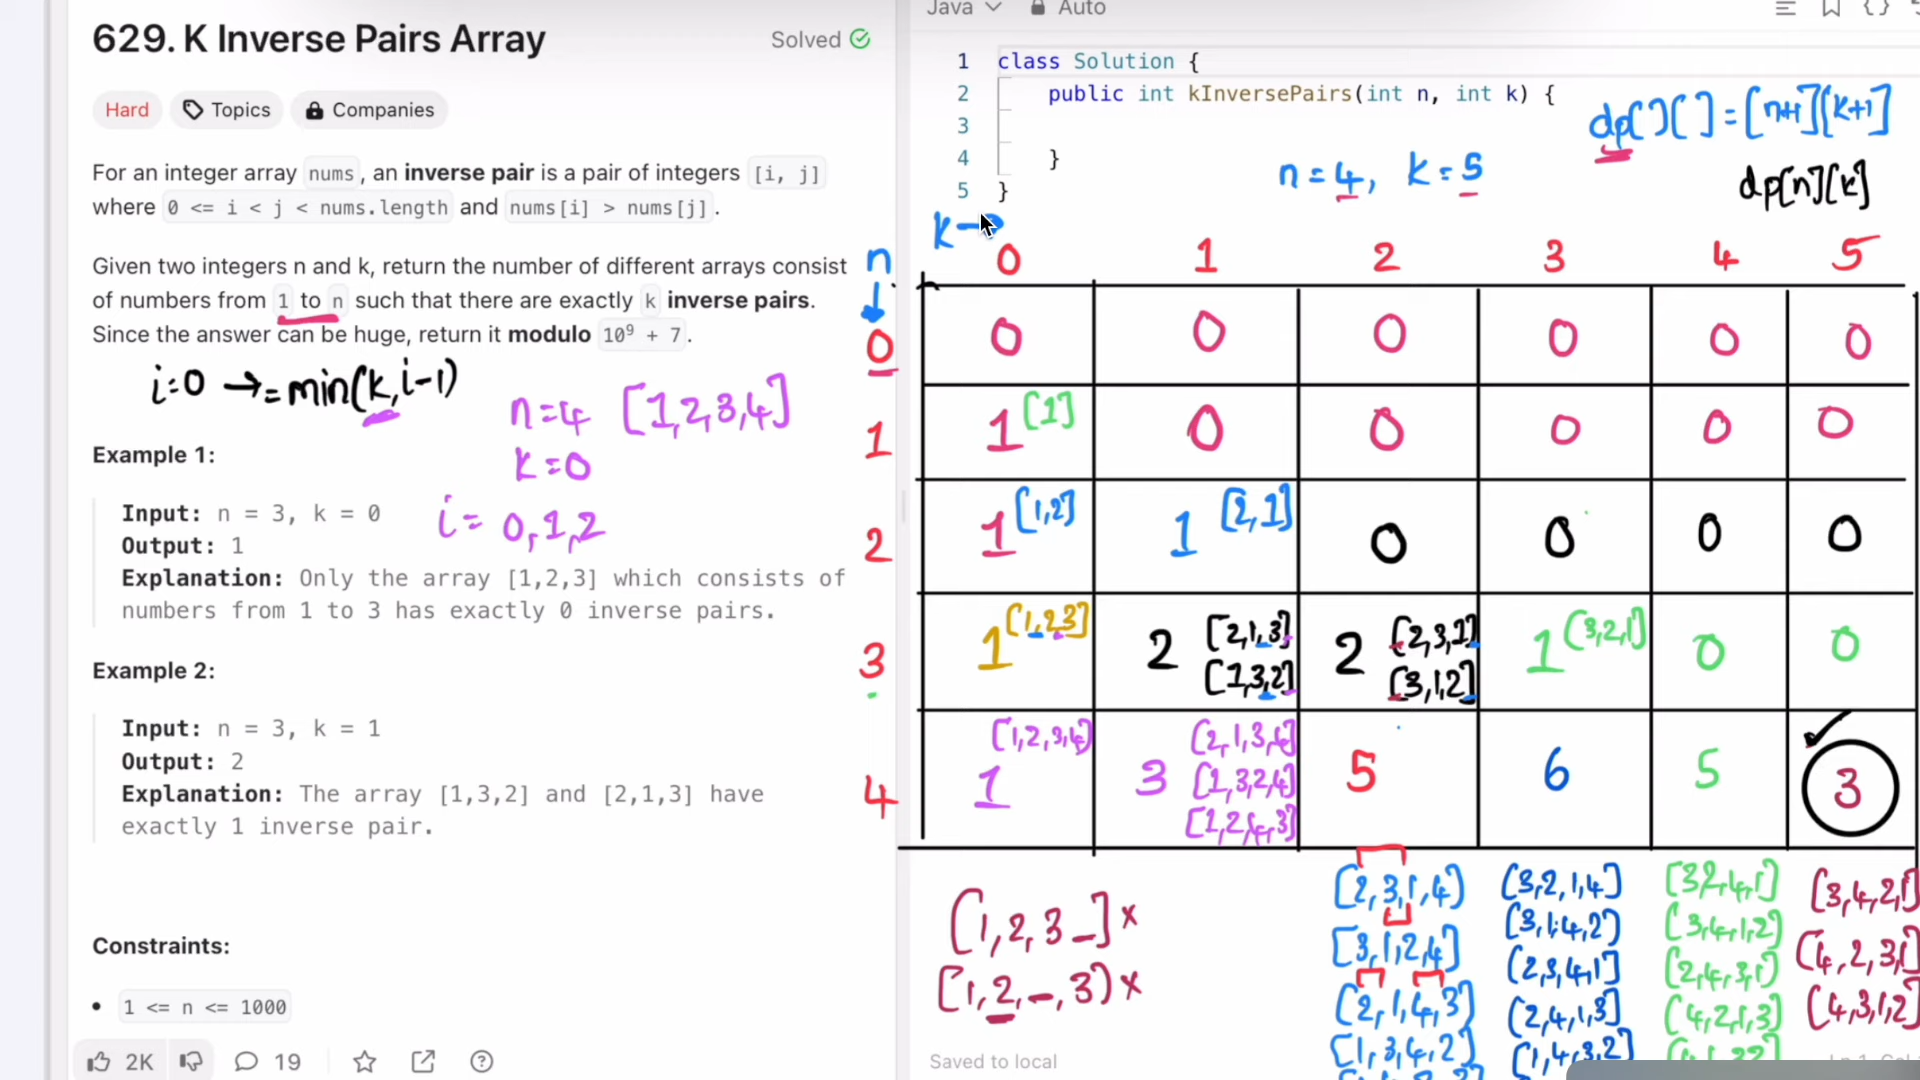 629. K Inverse Pairs Array
Solved
Hard
Topics
Companies
For an integer array nums, an inverse pair is a pair of integers [i, j]
where 0 <= i < j < nums.length and nums[i] > nums[j].
Given two integers n and k, return the number of different arrays consist
of numbers from 1 to n such that there are exactly k inverse pairs.
Since the answer can be huge, return it modulo 10⁹ + 7.
i=0 → = min(k, i-1)
n=4 [1,2,3,4]
k=0
i= 0,1,2
Example 1:
Input: n = 3, k = 0
Output: 1
Explanation: Only the array [1,2,3] which consists of
numbers from 1 to 3 has exactly 0 inverse pairs.
Example 2:
Input: n = 3, k = 1
Output: 2
Explanation: The array [1,3,2] and [2,1,3] have
exactly 1 inverse pair.
Constraints:
• 1 <= n <= 1000
2K
19
Java
Auto
1 class Solution {
2 public int kInversePairs(int n, int k) {
3
4 }
5 }
dp[][] = [n+1][k+1]
n=4, k=5
dp[n][k]
k→
n
0 1 2 3 4 5
0 0 0 0 0 0 0
1 1 [1] 0 0 0 0 0
2 1 [1,2] 1 [2,1] 0 0 0 0
3 1 [1,2,3] 2 [2,1,3] [1,3,2] 2 [2,3,1] [3,1,2] 1 [3,2,1] 0 0
4 1 [1,2,3,4] 3 [2,1,3,4] [1,3,2,4] [1,2,4,3] 5 6 5 3
[1,2,3_]×
[1,2,_,3]×
[2,3,1,4]
[3,1,2,4]
[2,1,4,3]
[1,3,4,2]
[3,2,1,4]
[3,1,4,2]
[2,3,4,1]
[2,4,1,3]
[1,4,3,2]
[3,2,4,1]
[3,4,1,2]
[2,4,3,1]
[4,2,1,3]
[3,4,2,1]
[4,2,3,1]
[4,3,1,2]
Saved to local